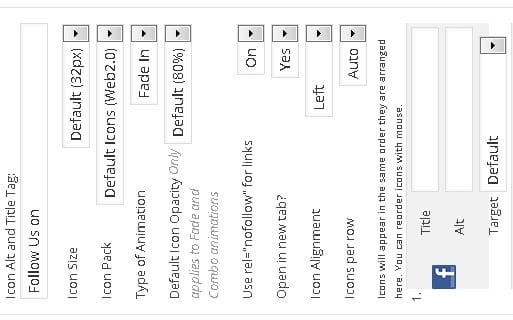 Icon Alt and Title Tag:
Follow Us on
Icon Size Default (32px)
Icon Pack Default Icons (Web2.0)
Type of Animation Fade In
Default Icon Opacity Only Default (80%)
applies to Fade and
Combo animations
Use rel="nofollow" for links On
Open in new tab? Yes
Icon Alignment Left
Icons per row Auto
Icons will appear in the same order they are arranged
here. You can reorder icons with mouse.
1.
f
Title
Alt
Target Default